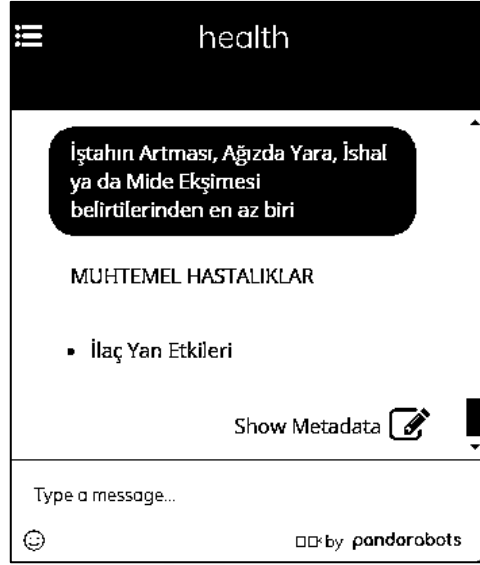 health
İştahın Artması, Ağızda Yara, İshal
ya da Mide Ekşimesi
belirtilerinden en az biri
MUHTEMEL HASTALIKLAR
• İlaç Yan Etkileri
Show Metadata
Type a message...
by pandorabots